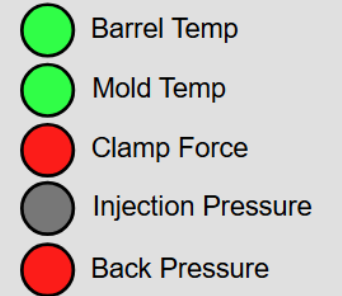 Barrel Temp
Mold Temp
Clamp Force
Injection Pressure
Back Pressure